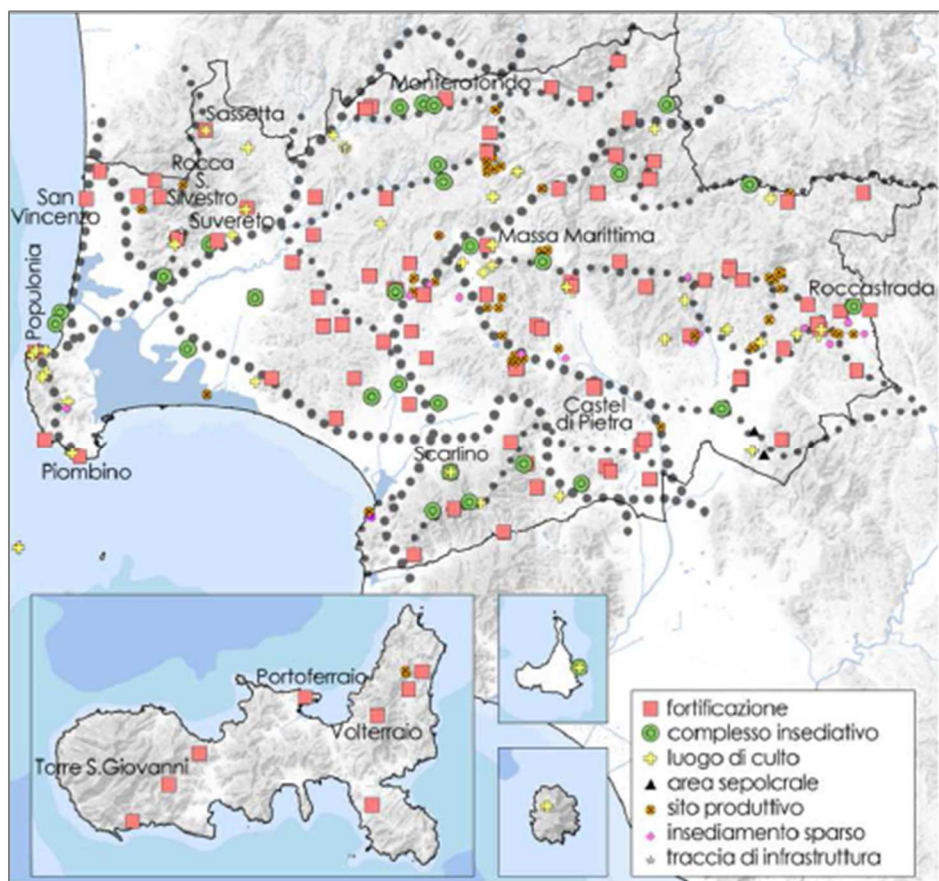 Monterotondo
Sassetta
Rocca
S.
Silvestro
San
Vincenzo
Suvereto
Massa Marittima
Populonia
Roccastrada
Castel
di Pietra
Scarlino
Piombino
Portoferraio
Volterraio
Torre S.Giovanni
fortificazione
complesso insediativo
luogo di culto
area sepolcrale
sito produttivo
insediamento sparso
traccia di infrastruttura